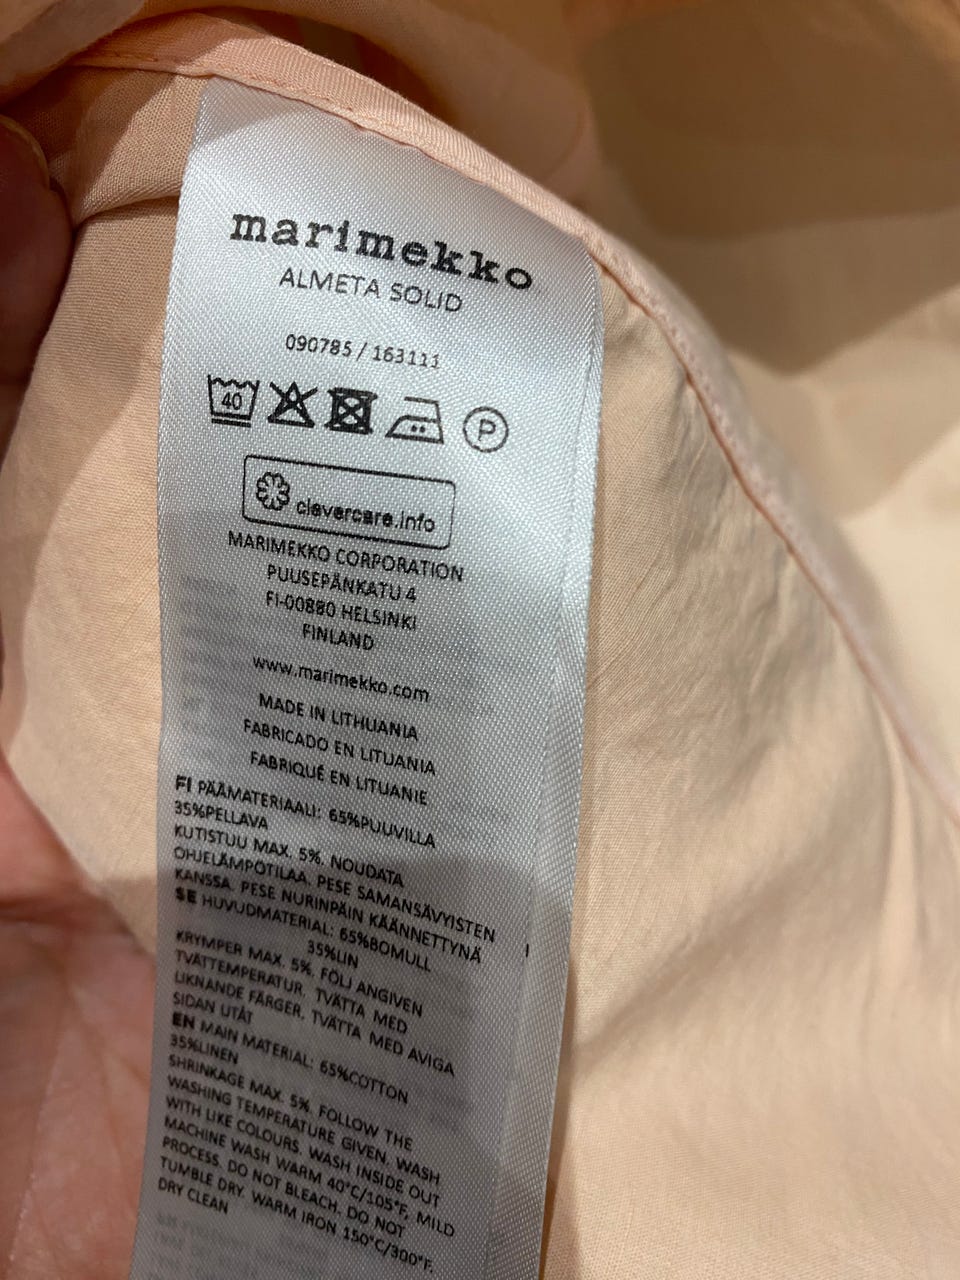 marimekko
ALMETA SOLID
090785 / 163111
40 P
clevercare.info
MARIMEKKO CORPORATION
PUUSEPÄNKATU 4
FI-00880 HELSINKI
FINLAND
www.marimekko.com
MADE IN LITHUANIA
FABRICADO EN LITUANIA
FABRIQUÉ EN LITUANIE
FI PÄÄMATERIAALI: 65%PUUVILLA
35%PELLAVA
KUTISTUU MAX. 5%. NOUDATA
OHJELÄMPÖTILAA. PESE SAMANSÄVYISTEN
KANSSA. PESE NURINPÄIN KÄÄNNETTYNÄ
SE HUVUDMATERIAL: 65%BOMULL
35%LIN
KRYMPER MAX. 5%. FÖLJ ANGIVEN
TVÄTTEMPERATUR. TVÄTTA MED
LIKNANDE FÄRGER. TVÄTTA MED AVIGA
SIDAN UTÅT
EN MAIN MATERIAL: 65%COTTON
35%LINEN
SHRINKAGE MAX. 5%. FOLLOW THE
WASHING TEMPERATURE GIVEN. WASH
WITH LIKE COLOURS. WASH INSIDE OUT
MACHINE WASH WARM 40°C/105°F, MILD
PROCESS. DO NOT BLEACH. DO NOT
TUMBLE DRY. WARM IRON 150°C/300°F.
DRY CLEAN